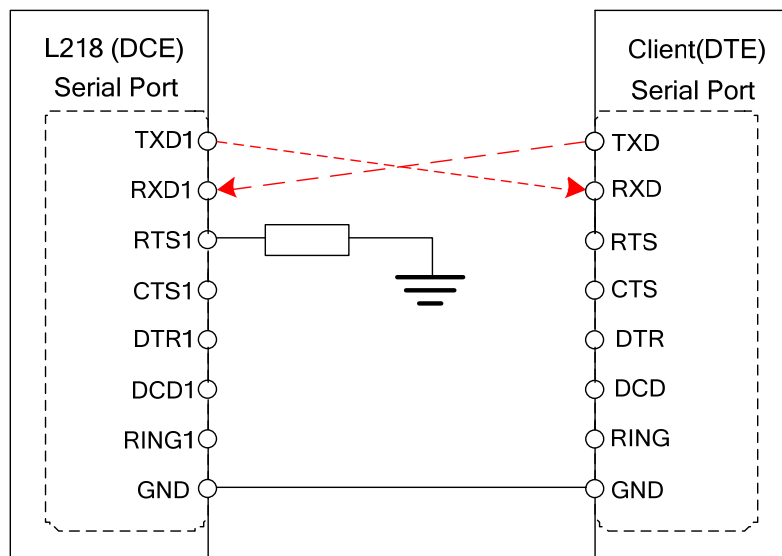 L218 (DCE)
Serial Port
TXD1
RXD1
RTS1
CTS1
DTR1
DCD1
RING1
GND
Client(DTE)
Serial Port
TXD
RXD
RTS
CTS
DTR
DCD
RING
GND